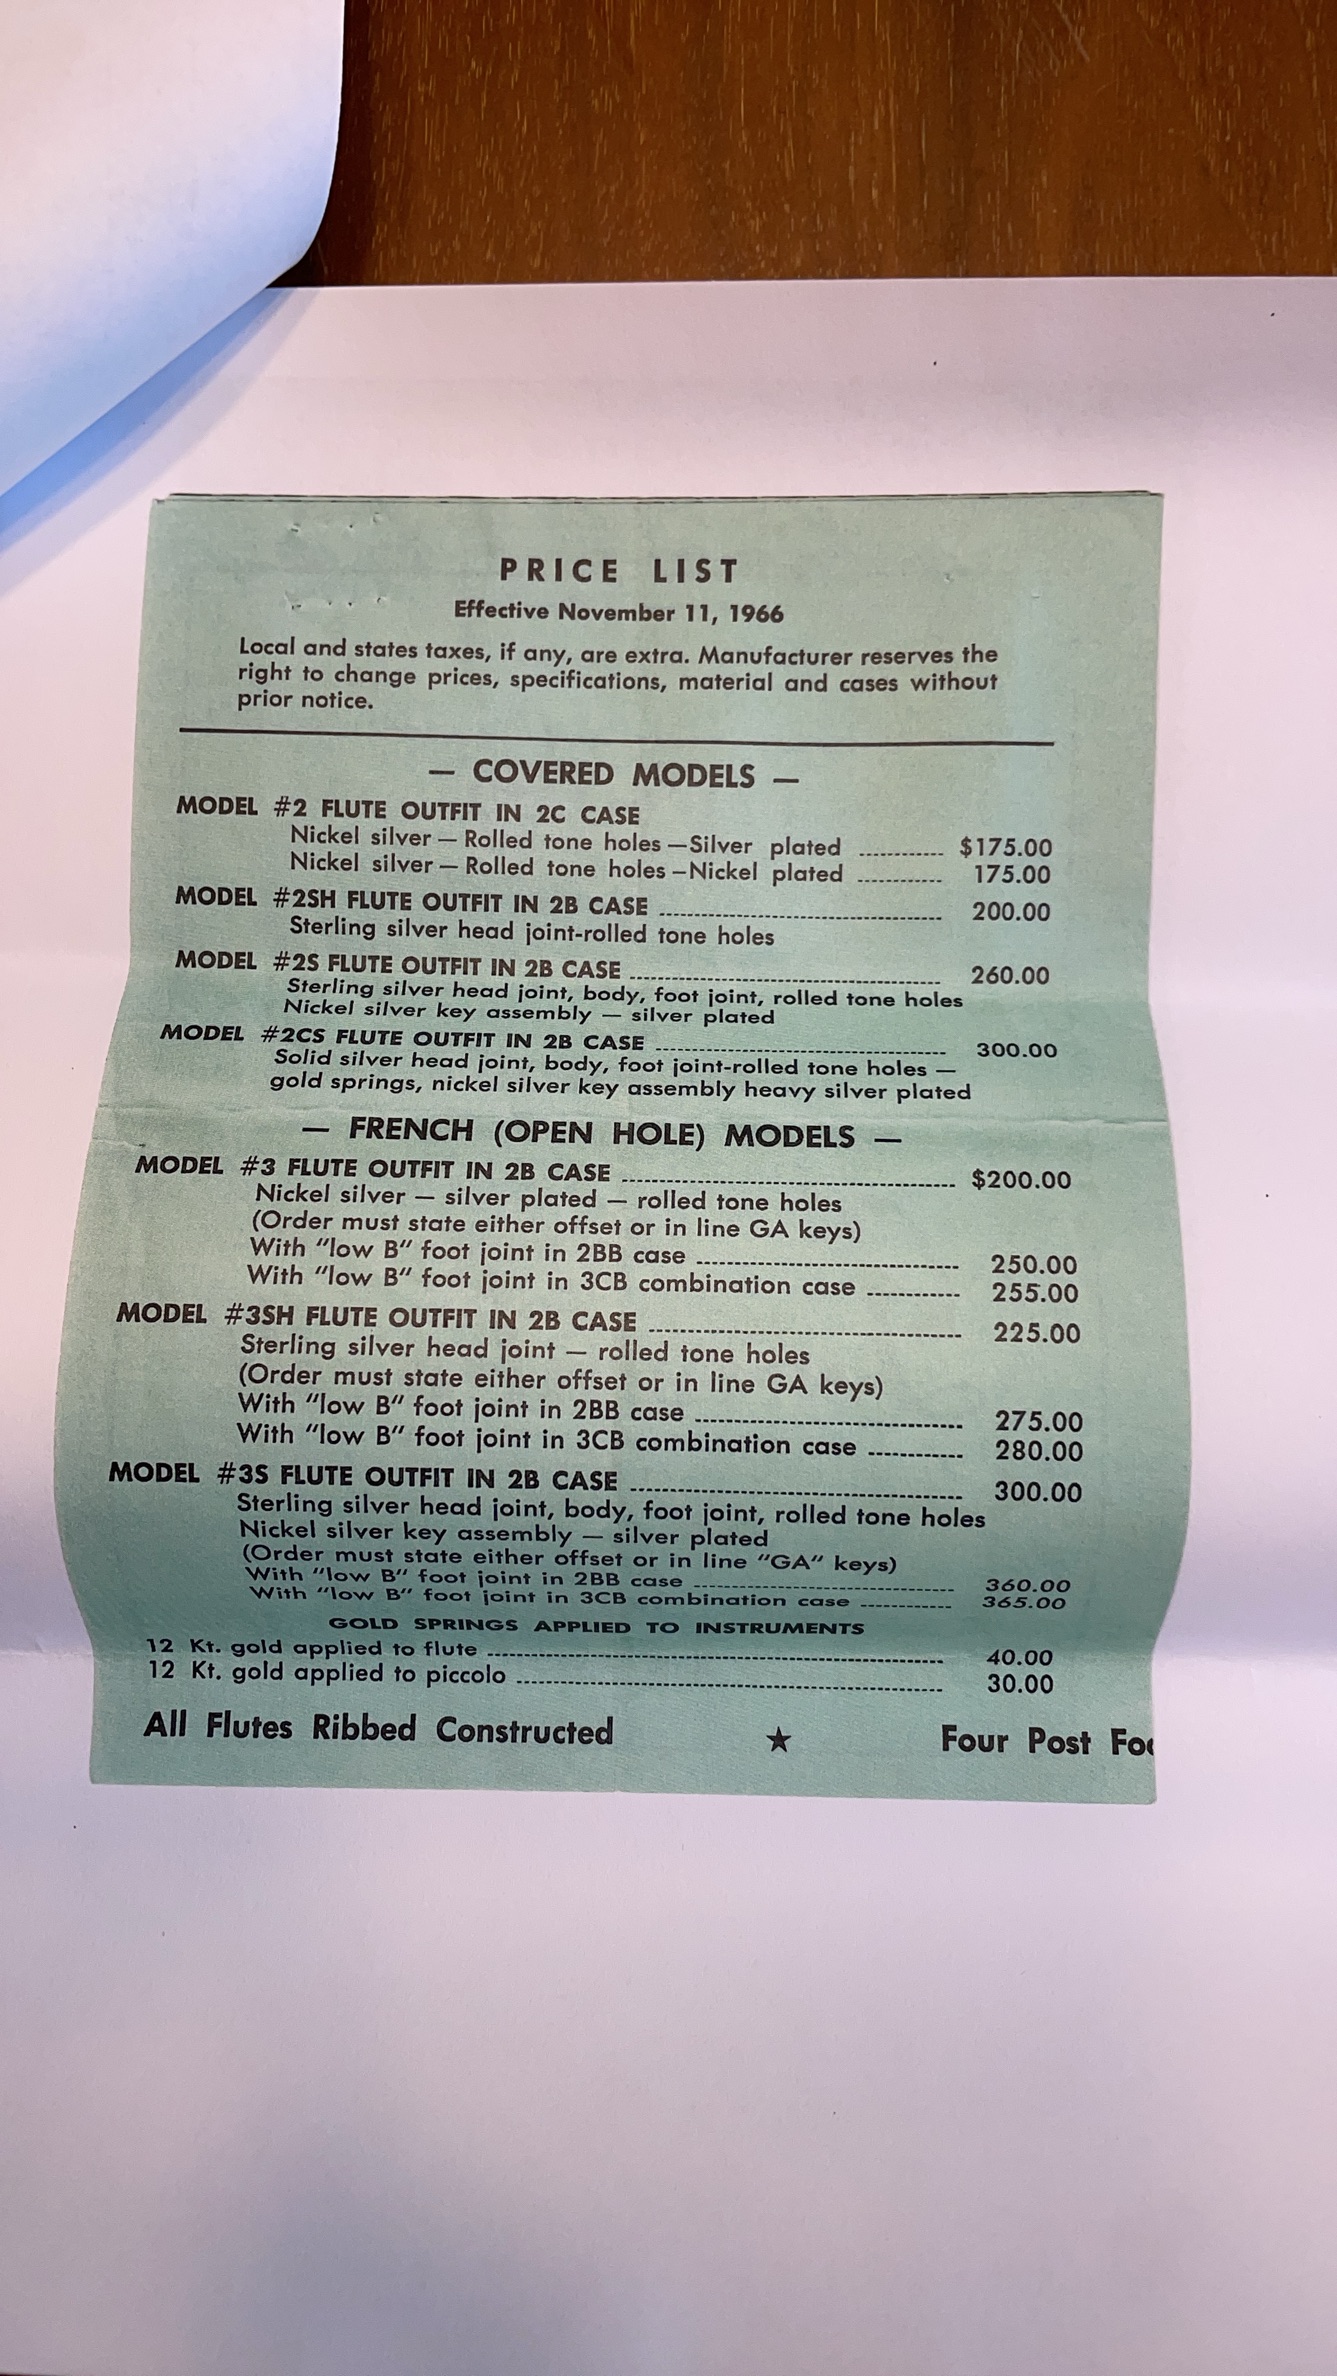 PRICE LIST
Effective November 11, 1966
Local and states taxes, if any, are extra. Manufacturer reserves the
right to change prices, specifications, material and cases without
prior notice.
— COVERED MODELS —
MODEL #2 FLUTE OUTFIT IN 2C CASE
Nickel silver — Rolled tone holes —Silver plated ............ $175.00
Nickel silver — Rolled tone holes —Nickel plated ............ 175.00
MODEL #2SH FLUTE OUTFIT IN 2B CASE ............ 200.00
Sterling silver head joint-rolled tone holes
MODEL #2S FLUTE OUTFIT IN 2B CASE ............ 260.00
Sterling silver head joint, body, foot joint, rolled tone holes
Nickel silver key assembly — silver plated
MODEL #2CS FLUTE OUTFIT IN 2B CASE ............ 300.00
Solid silver head joint, body, foot joint-rolled tone holes —
gold springs, nickel silver key assembly heavy silver plated
— FRENCH (OPEN HOLE) MODELS —
MODEL #3 FLUTE OUTFIT IN 2B CASE ............ $200.00
Nickel silver — silver plated — rolled tone holes
(Order must state either offset or in line GA keys)
With "low B" foot joint in 2BB case ............ 250.00
With "low B" foot joint in 3CB combination case ............ 255.00
MODEL #3SH FLUTE OUTFIT IN 2B CASE ............ 225.00
Sterling silver head joint — rolled tone holes
(Order must state either offset or in line GA keys)
With "low B" foot joint in 2BB case ............ 275.00
With "low B" foot joint in 3CB combination case ............ 280.00
MODEL #3S FLUTE OUTFIT IN 2B CASE ............ 300.00
Sterling silver head joint, body, foot joint, rolled tone holes
Nickel silver key assembly — silver plated
(Order must state either offset or in line "GA" keys)
With "low B" foot joint in 2BB case ............ 360.00
With "low B" foot joint in 3CB combination case ............ 365.00
GOLD SPRINGS APPLIED TO INSTRUMENTS
12 Kt. gold applied to flute ............ 40.00
12 Kt. gold applied to piccolo ............ 30.00
All Flutes Ribbed Constructed ★ Four Post